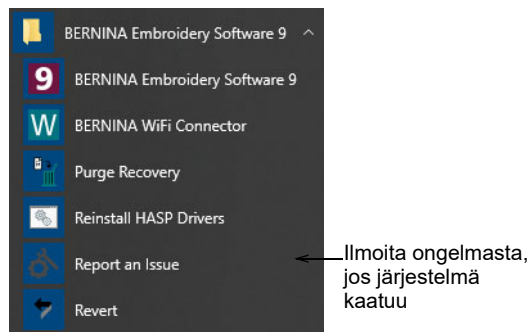 BERNINA Embroidery Software 9
9 BERNINA Embroidery Software 9
W BERNINA WiFi Connector
Purge Recovery
Reinstall HASP Drivers
Report an Issue
Revert
Ilmoita ongelmasta,
jos järjestelmä
kaatuu